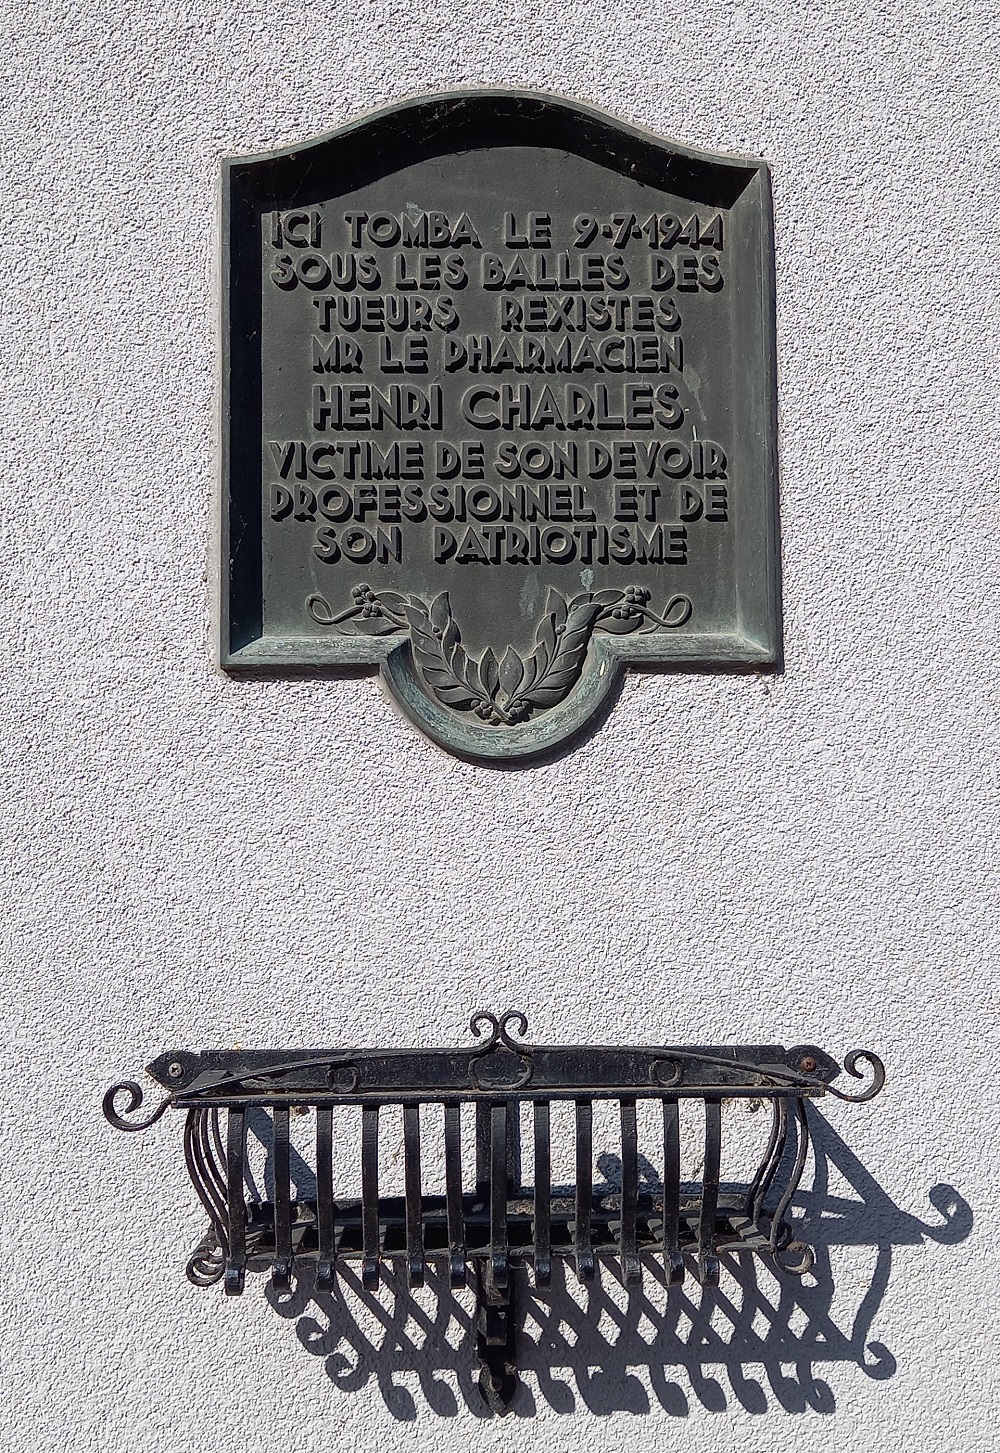 ICI TOMBA LE 9-7-1944
SOUS LES BALLES DES
TUEURS REXISTES
MR LE PHARMACIEN
HENRI CHARLES
VICTIME DE SON DEVOIR
PROFESSIONNEL ET DE
SON PATRIOTISME